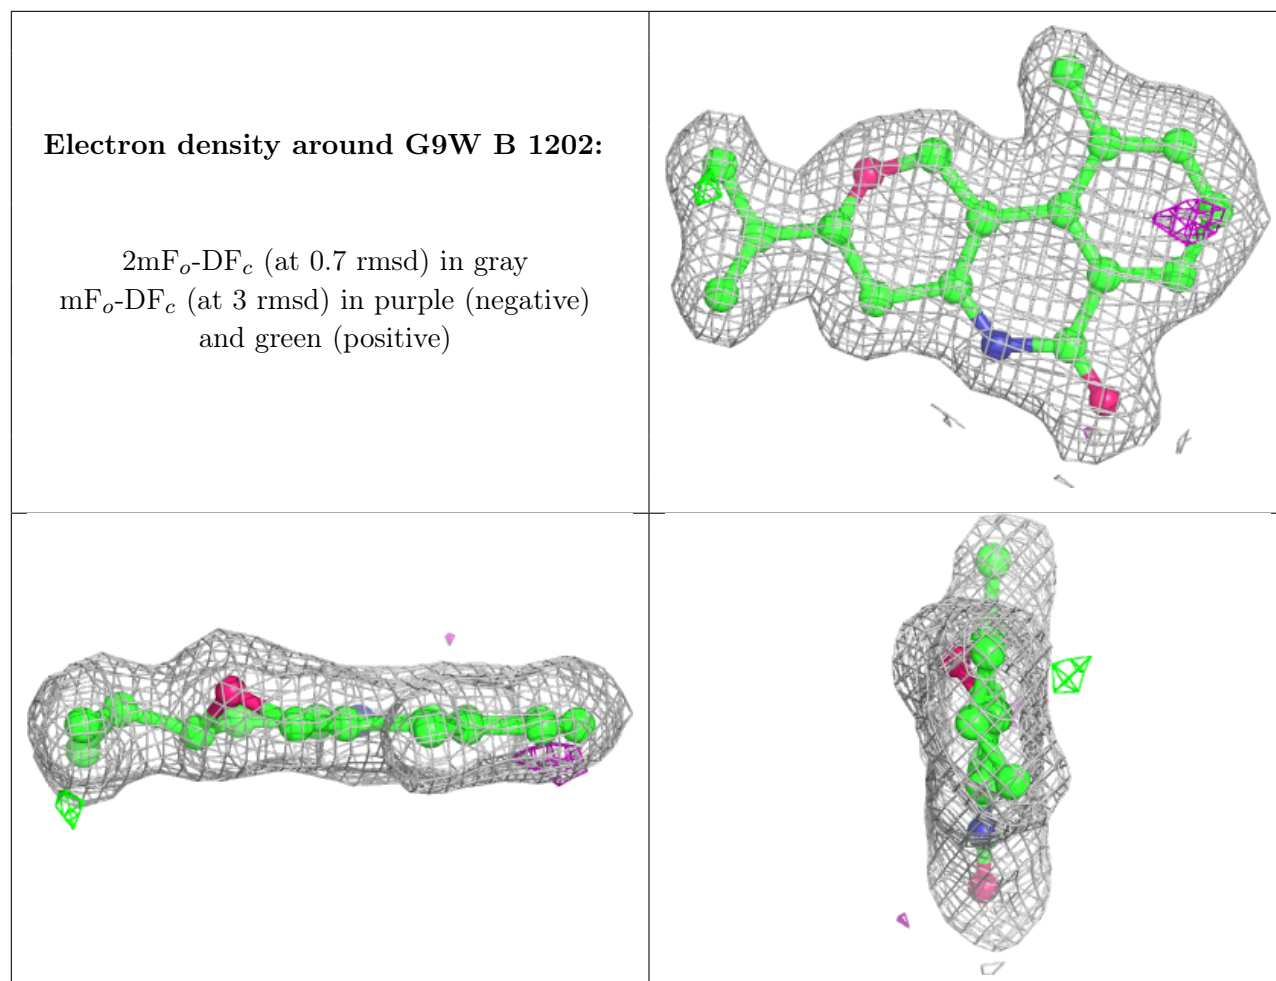 Electron density around G9W B 1202:
2mFo-DFc (at 0.7 rmsd) in gray
mFo-DFc (at 3 rmsd) in purple (negative)
and green (positive)